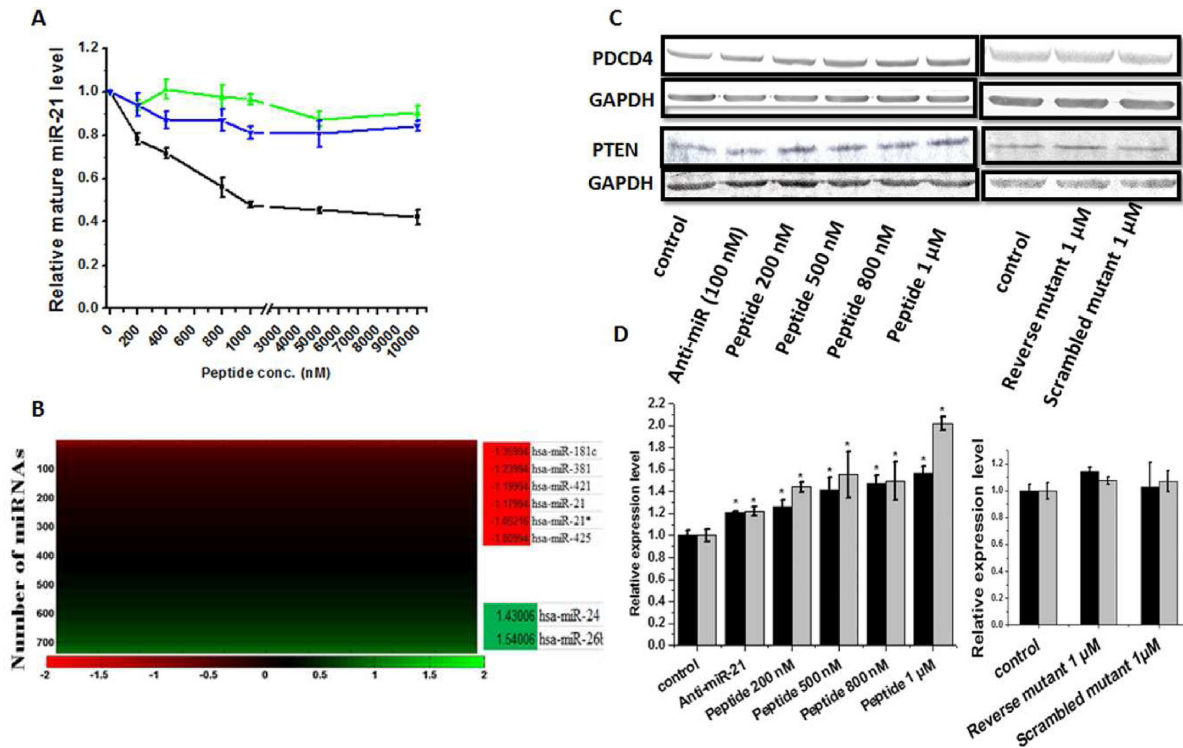 A
Relative mature miR-21 level
1.2
1.0
0.8
0.6
0.4
0.2
0.0
0
200
400
600
800
1000
3000
4000
5000
6000
7000
8000
9000
10000
Peptide conc. (nM)
B
Number of miRNAs
100
200
300
400
500
600
700
-1.35994 hsa-miR-181c
-1.23994 hsa-miR-381
-1.19994 hsa-miR-421
-1.17994 hsa-miR-21
-1.05216 hsa-miR-21*
-1.00994 hsa-miR-425
1.43006 hsa-miR-24
1.54006 hsa-miR-26b
-2 -1.5 -1 -0.5 0 0.5 1 1.5 2
C
PDCD4
GAPDH
PTEN
GAPDH
control
Anti-miR (100 nM)
Peptide 200 nM
Peptide 500 nM
Peptide 800 nM
Peptide 1 µM
control
Reverse mutant 1 µM
Scrambled mutant 1 µM
D
Relative expression level
2.2
2.0
1.8
1.6
1.4
1.2
1.0
0.8
0.6
0.4
0.2
0.0
* * * * * * * * * *
control
Anti-miR-21
Peptide 200 nM
Peptide 500 nM
Peptide 800 nM
Peptide 1 µM
Relative expression level
1.2
1.0
0.8
0.6
0.4
0.2
0.0
control
Reverse mutant 1 µM
Scrambled mutant 1µM